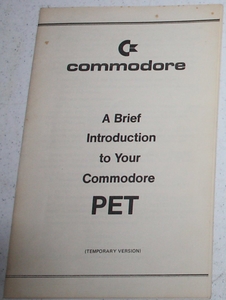 commodore
A Brief
Introduction
to Your
Commodore
PET
(TEMPORARY VERSION)